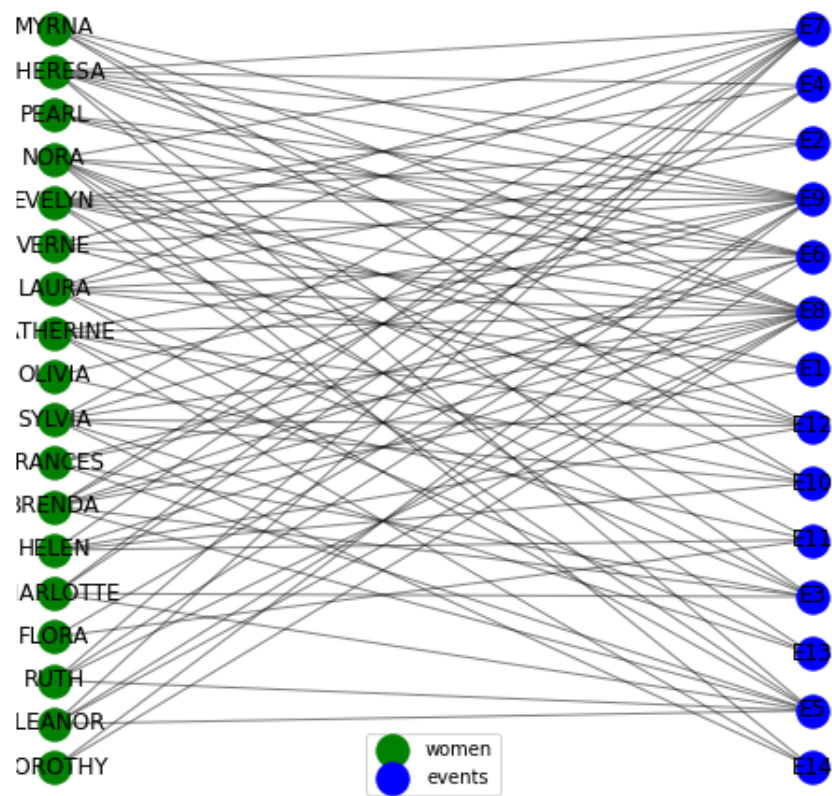 MYRNA
HERESA
PEARL
NORA
EVELYN
VERNE
LAURA
ATHERINE
OLIVIA
SYLVIA
RANCES
BRENDA
HELEN
HARLOTTE
FLORA
RUTH
LEANOR
OROTHY
E7
E4
E2
E9
E6
E8
E1
E12
E10
E11
E3
E13
E5
E14
women
events